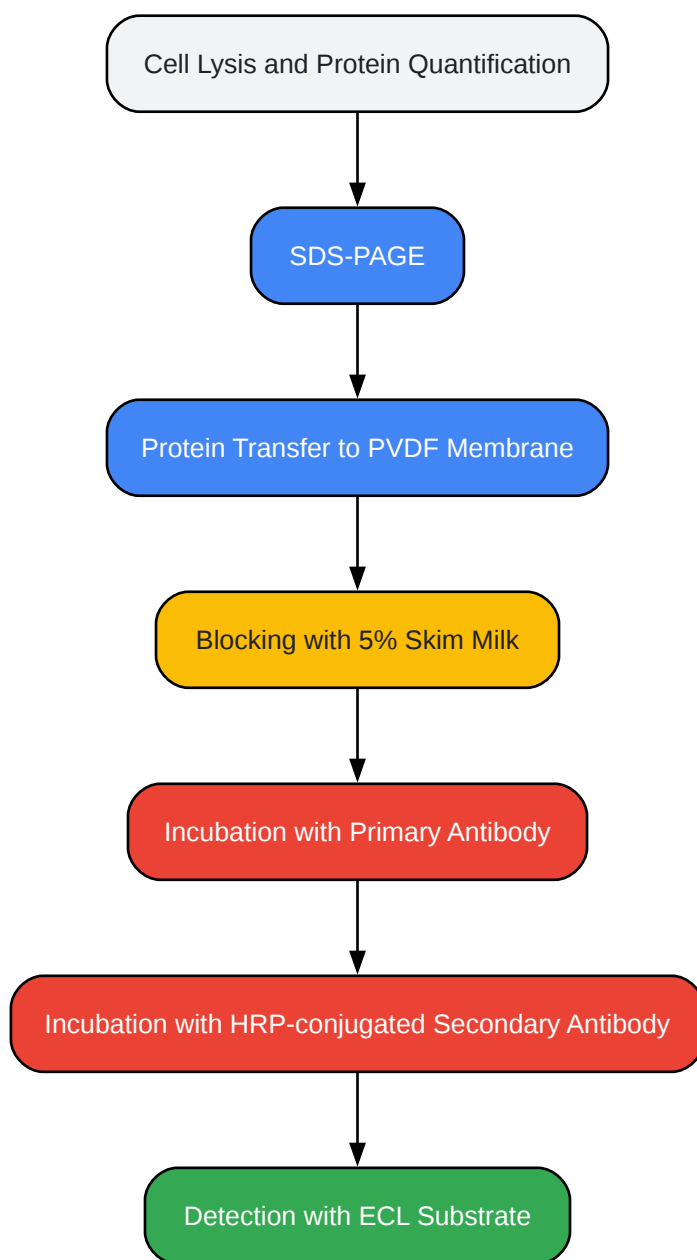 Cell Lysis and Protein Quantification
SDS-PAGE
Protein Transfer to PVDF Membrane
Blocking with 5% Skim Milk
Incubation with Primary Antibody
Incubation with HRP-conjugated Secondary Antibody
Detection with ECL Substrate